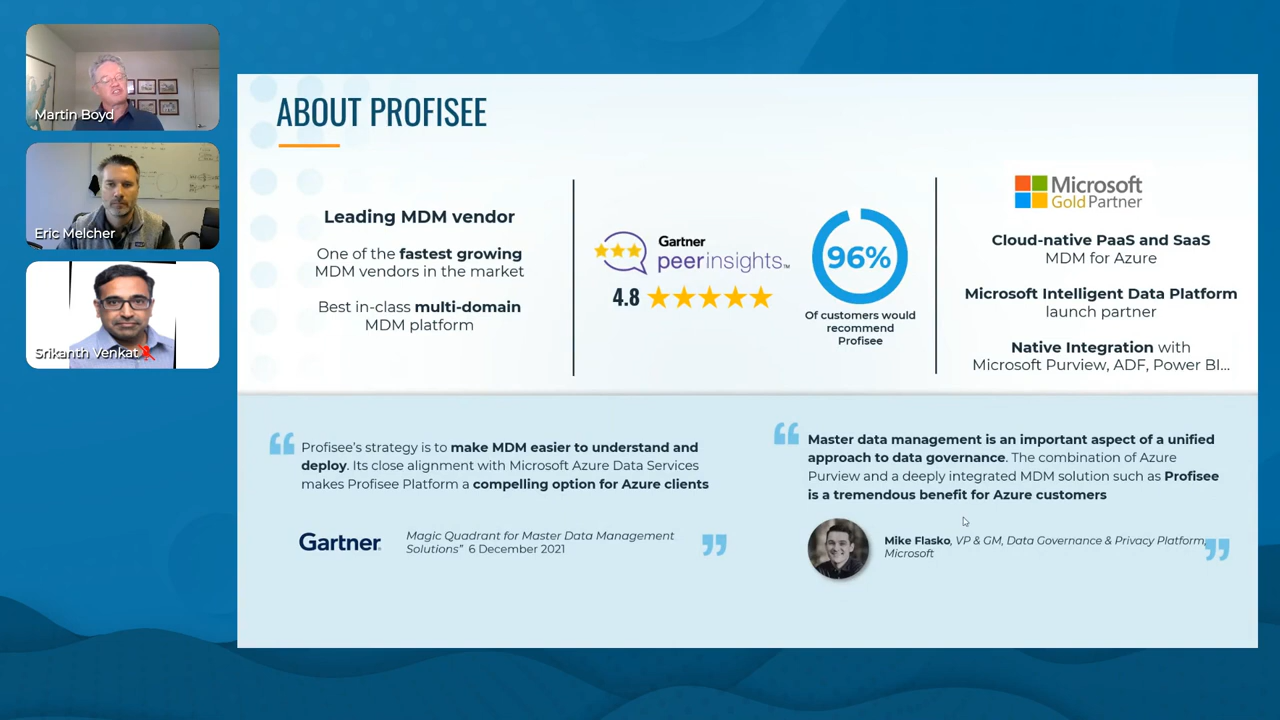 Martin Boyd
Eric Melcher
Srikanth Venkat
ABOUT PROFISEE
Leading MDM vendor
One of the fastest growing
MDM vendors in the market
Best in-class multi-domain
MDM platform
Gartner
peerinsights™
4.8
96%
Of customers would
recommend
Profisee
Microsoft
Gold Partner
Cloud-native PaaS and SaaS
MDM for Azure
Microsoft Intelligent Data Platform
launch partner
Native Integration with
Microsoft Purview, ADF, Power BI...
“ Profisee's strategy is to make MDM easier to understand and
deploy. Its close alignment with Microsoft Azure Data Services
makes Profisee Platform a compelling option for Azure clients
Gartner
Magic Quadrant for Master Data Management
Solutions” 6 December 2021 ”
“ Master data management is an important aspect of a unified
approach to data governance. The combination of Azure
Purview and a deeply integrated MDM solution such as Profisee
is a tremendous benefit for Azure customers
Mike Flasko, VP & GM, Data Governance & Privacy Platform,
Microsoft ”